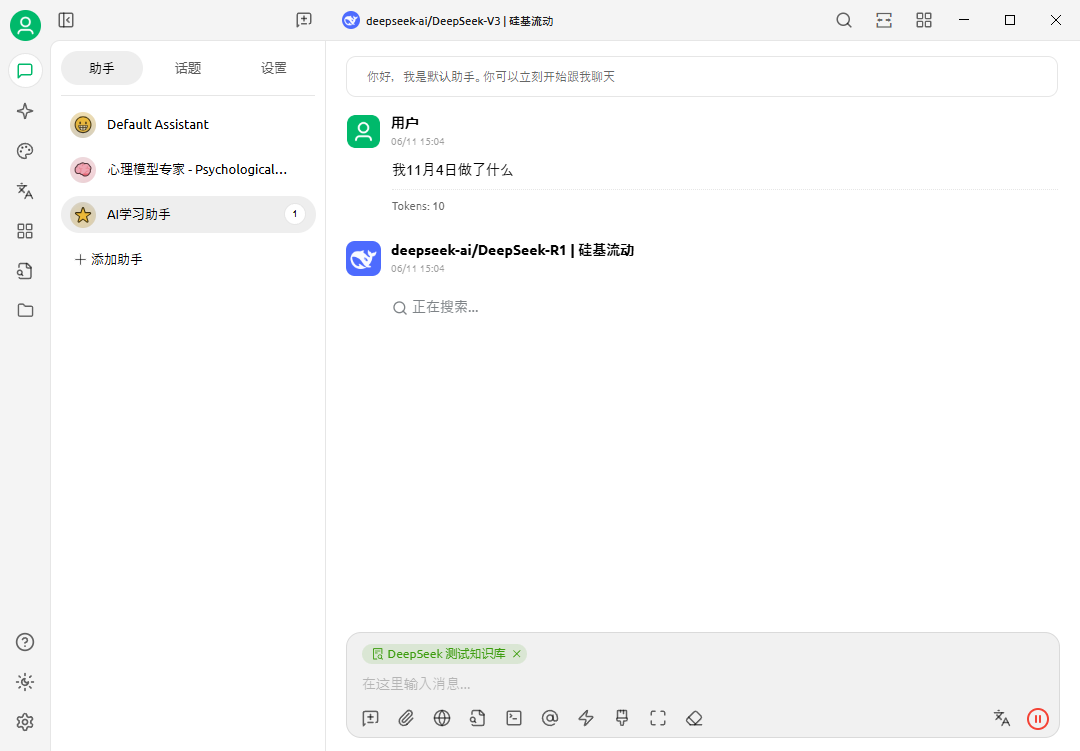 deepseek-ai/DeepSeek-V3 | 硅基流动
助手 话题 设置
Default Assistant
心理模型专家 - Psychological...
AI学习助手 1
添加助手
你好，我是默认助手。你可以立刻开始跟我聊天
用户
06/11 15:04
我11月4日做了什么
Tokens: 10
deepseek-ai/DeepSeek-R1 | 硅基流动
06/11 15:04
正在搜索...
DeepSeek 测试知识库
在这里输入消息...